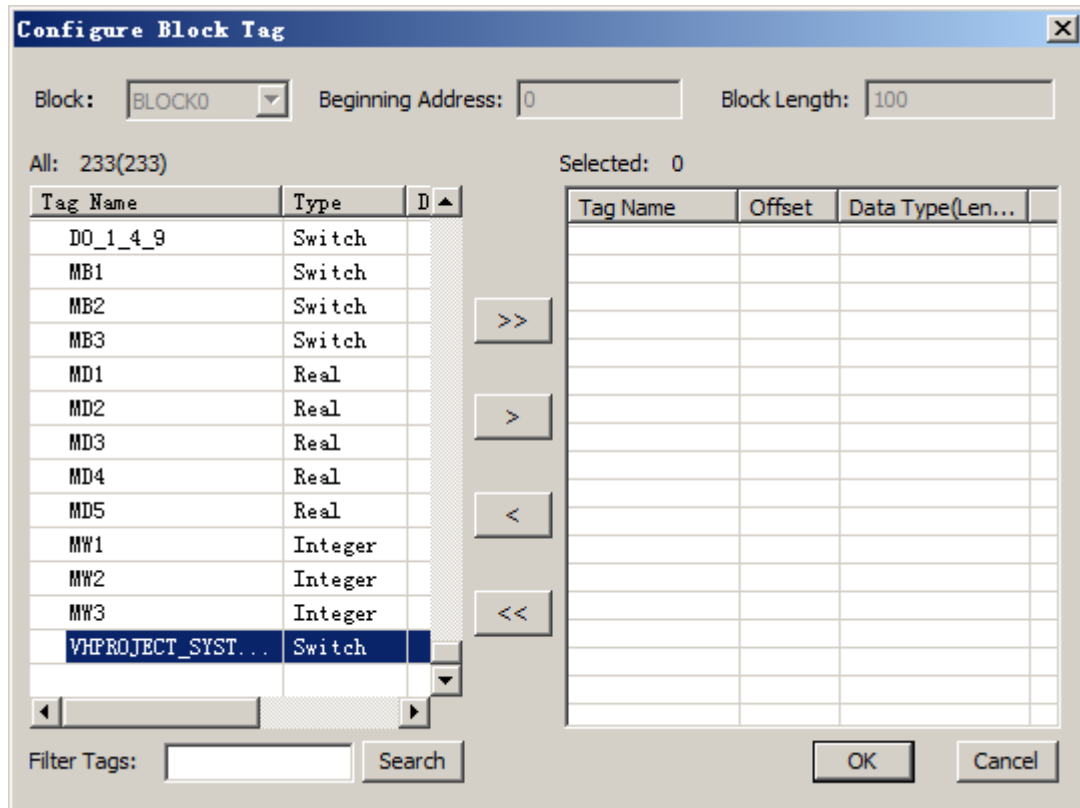 Configure Block Tag
Block: BLOCK0 Beginning Address: 0 Block Length: 100
All: 233(233) Selected: 0
Tag Name Type D Tag Name Offset Data Type(Len...
DO_1_4_9 Switch
MB1 Switch
MB2 Switch
>>
MB3 Switch
MD1 Real
MD2 Real
>
MD3 Real
MD4 Real
MD5 Real <
MW1 Integer
MW2 Integer
MW3 Integer <<
VHPROJECT_SYST... Switch
Filter Tags: Search OK Cancel